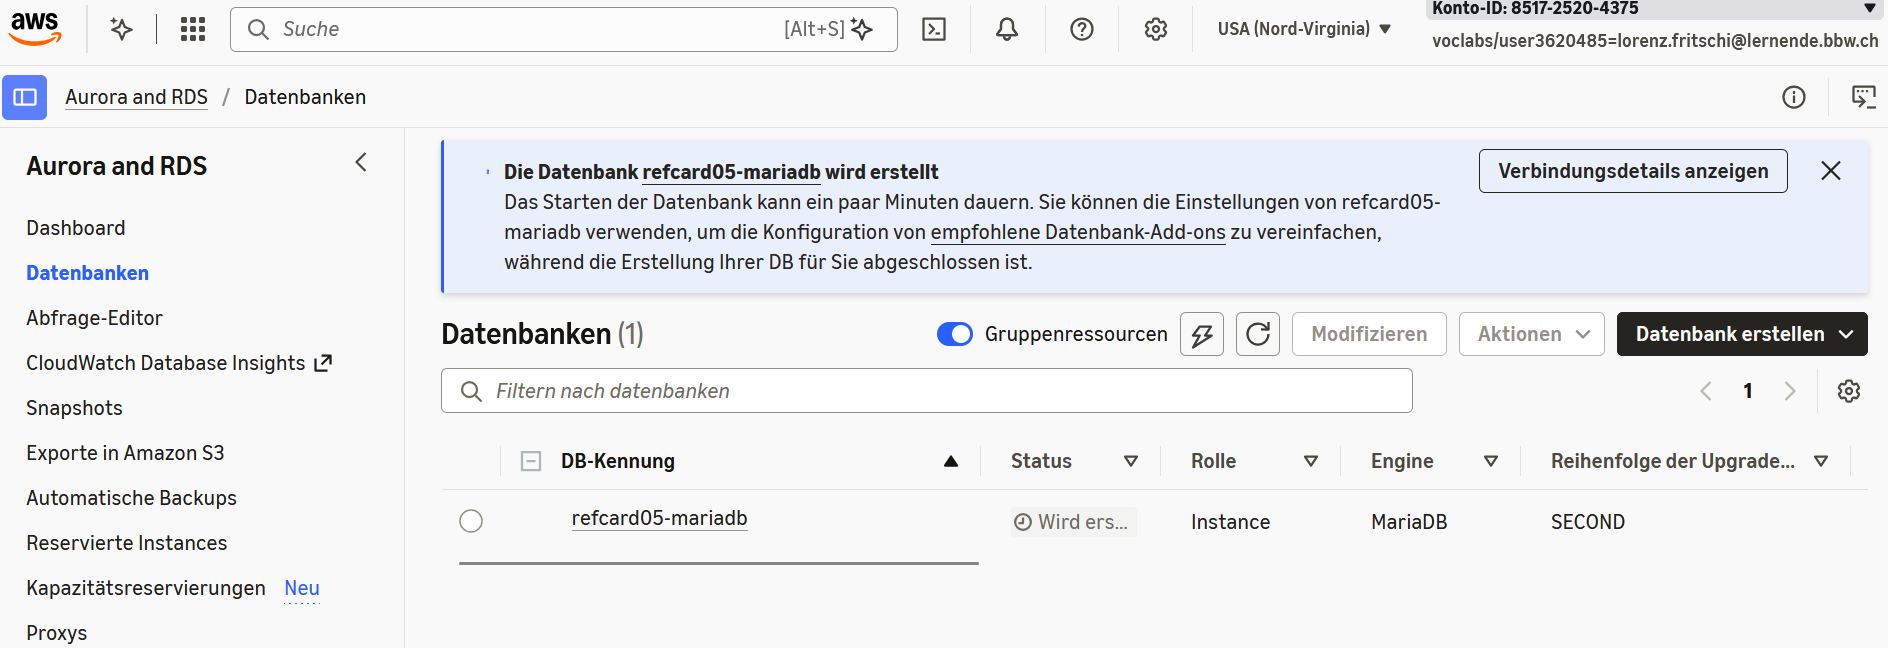 aws
Suche
[Alt+S]
USA (Nord-Virginia)
Konto-ID: 8517-2520-4375
voclabs/user3620485=lorenz.fritschi@lernende.bbw.ch
Aurora and RDS / Datenbanken
Aurora and RDS
Dashboard
Datenbanken
Abfrage-Editor
CloudWatch Database Insights
Snapshots
Exporte in Amazon S3
Automatische Backups
Reservierte Instances
Kapazitätsreservierungen Neu
Proxys
Die Datenbank refcard05-mariadb wird erstellt
Das Starten der Datenbank kann ein paar Minuten dauern. Sie können die Einstellungen von refcard05-
mariadb verwenden, um die Konfiguration von empfohlene Datenbank-Add-ons zu vereinfachen,
während die Erstellung Ihrer DB für Sie abgeschlossen ist.
Verbindungsdetails anzeigen
Datenbanken (1)
Gruppenressourcen
Modifizieren
Aktionen
Datenbank erstellen
Filtern nach datenbanken
1
DB-Kennung Status Rolle Engine Reihenfolge der Upgrade...
refcard05-mariadb Wird ers... Instance MariaDB SECOND